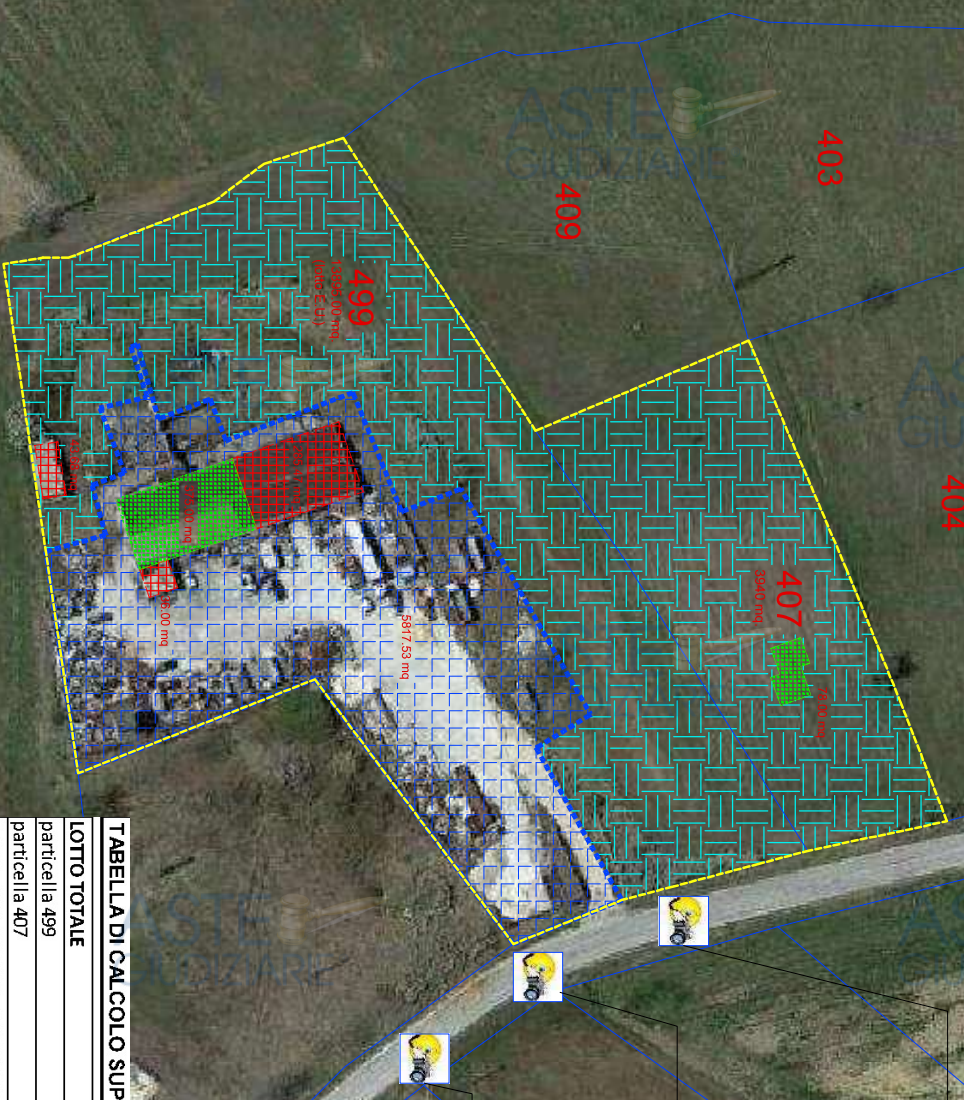 403
409
404
499
407
3940 mq
5817.53 mq
ASTE
GIUDIZIARIE
TABELLA DI CALCOLO SUP
LOTTO TOTALE
particella 499
particella 407